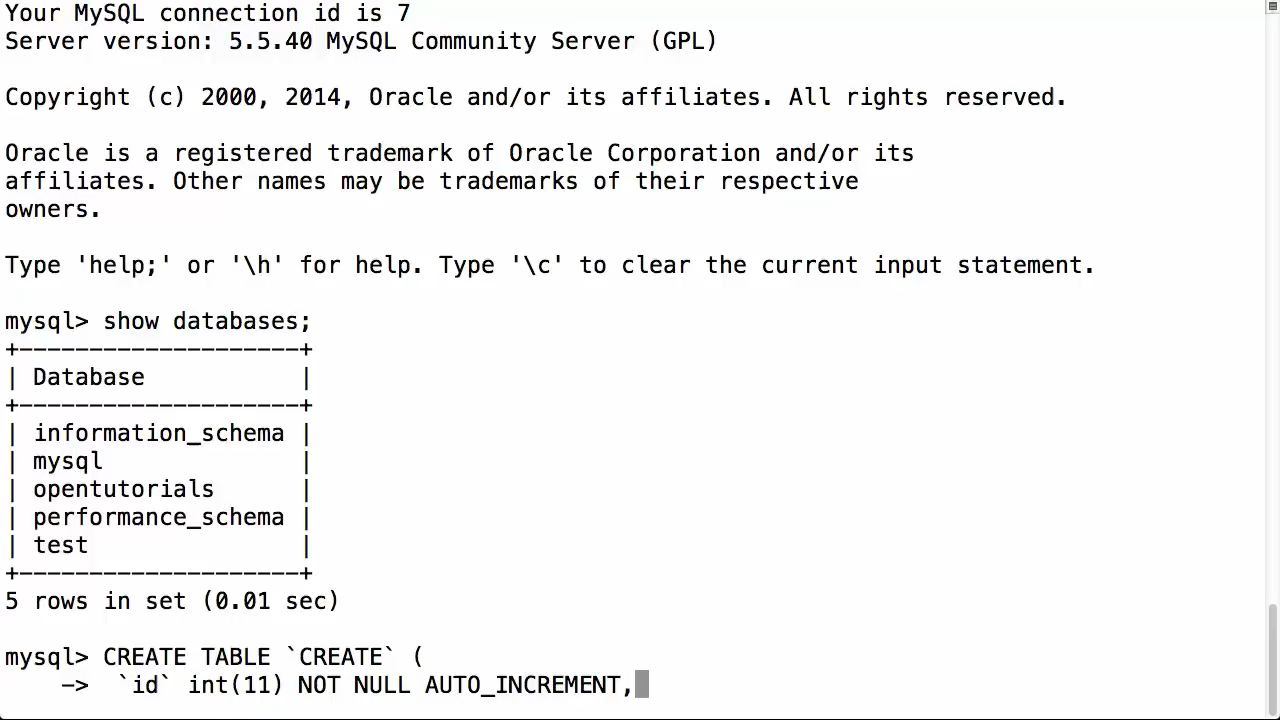 Your MySQL connection id is 7
Server version: 5.5.40 MySQL Community Server (GPL)
Copyright (c) 2000, 2014, Oracle and/or its affiliates. All rights reserved.
Oracle is a registered trademark of Oracle Corporation and/or its
affiliates. Other names may be trademarks of their respective
owners.
Type 'help;' or '\h' for help. Type '\c' to clear the current input statement.
mysql> show databases;
+--------------------+
| Database           |
+--------------------+
| information_schema |
| mysql              |
| opentutorials      |
| performance_schema |
| test               |
+--------------------+
5 rows in set (0.01 sec)
mysql> CREATE TABLE `CREATE` (
    ->  `id` int(11) NOT NULL AUTO_INCREMENT,